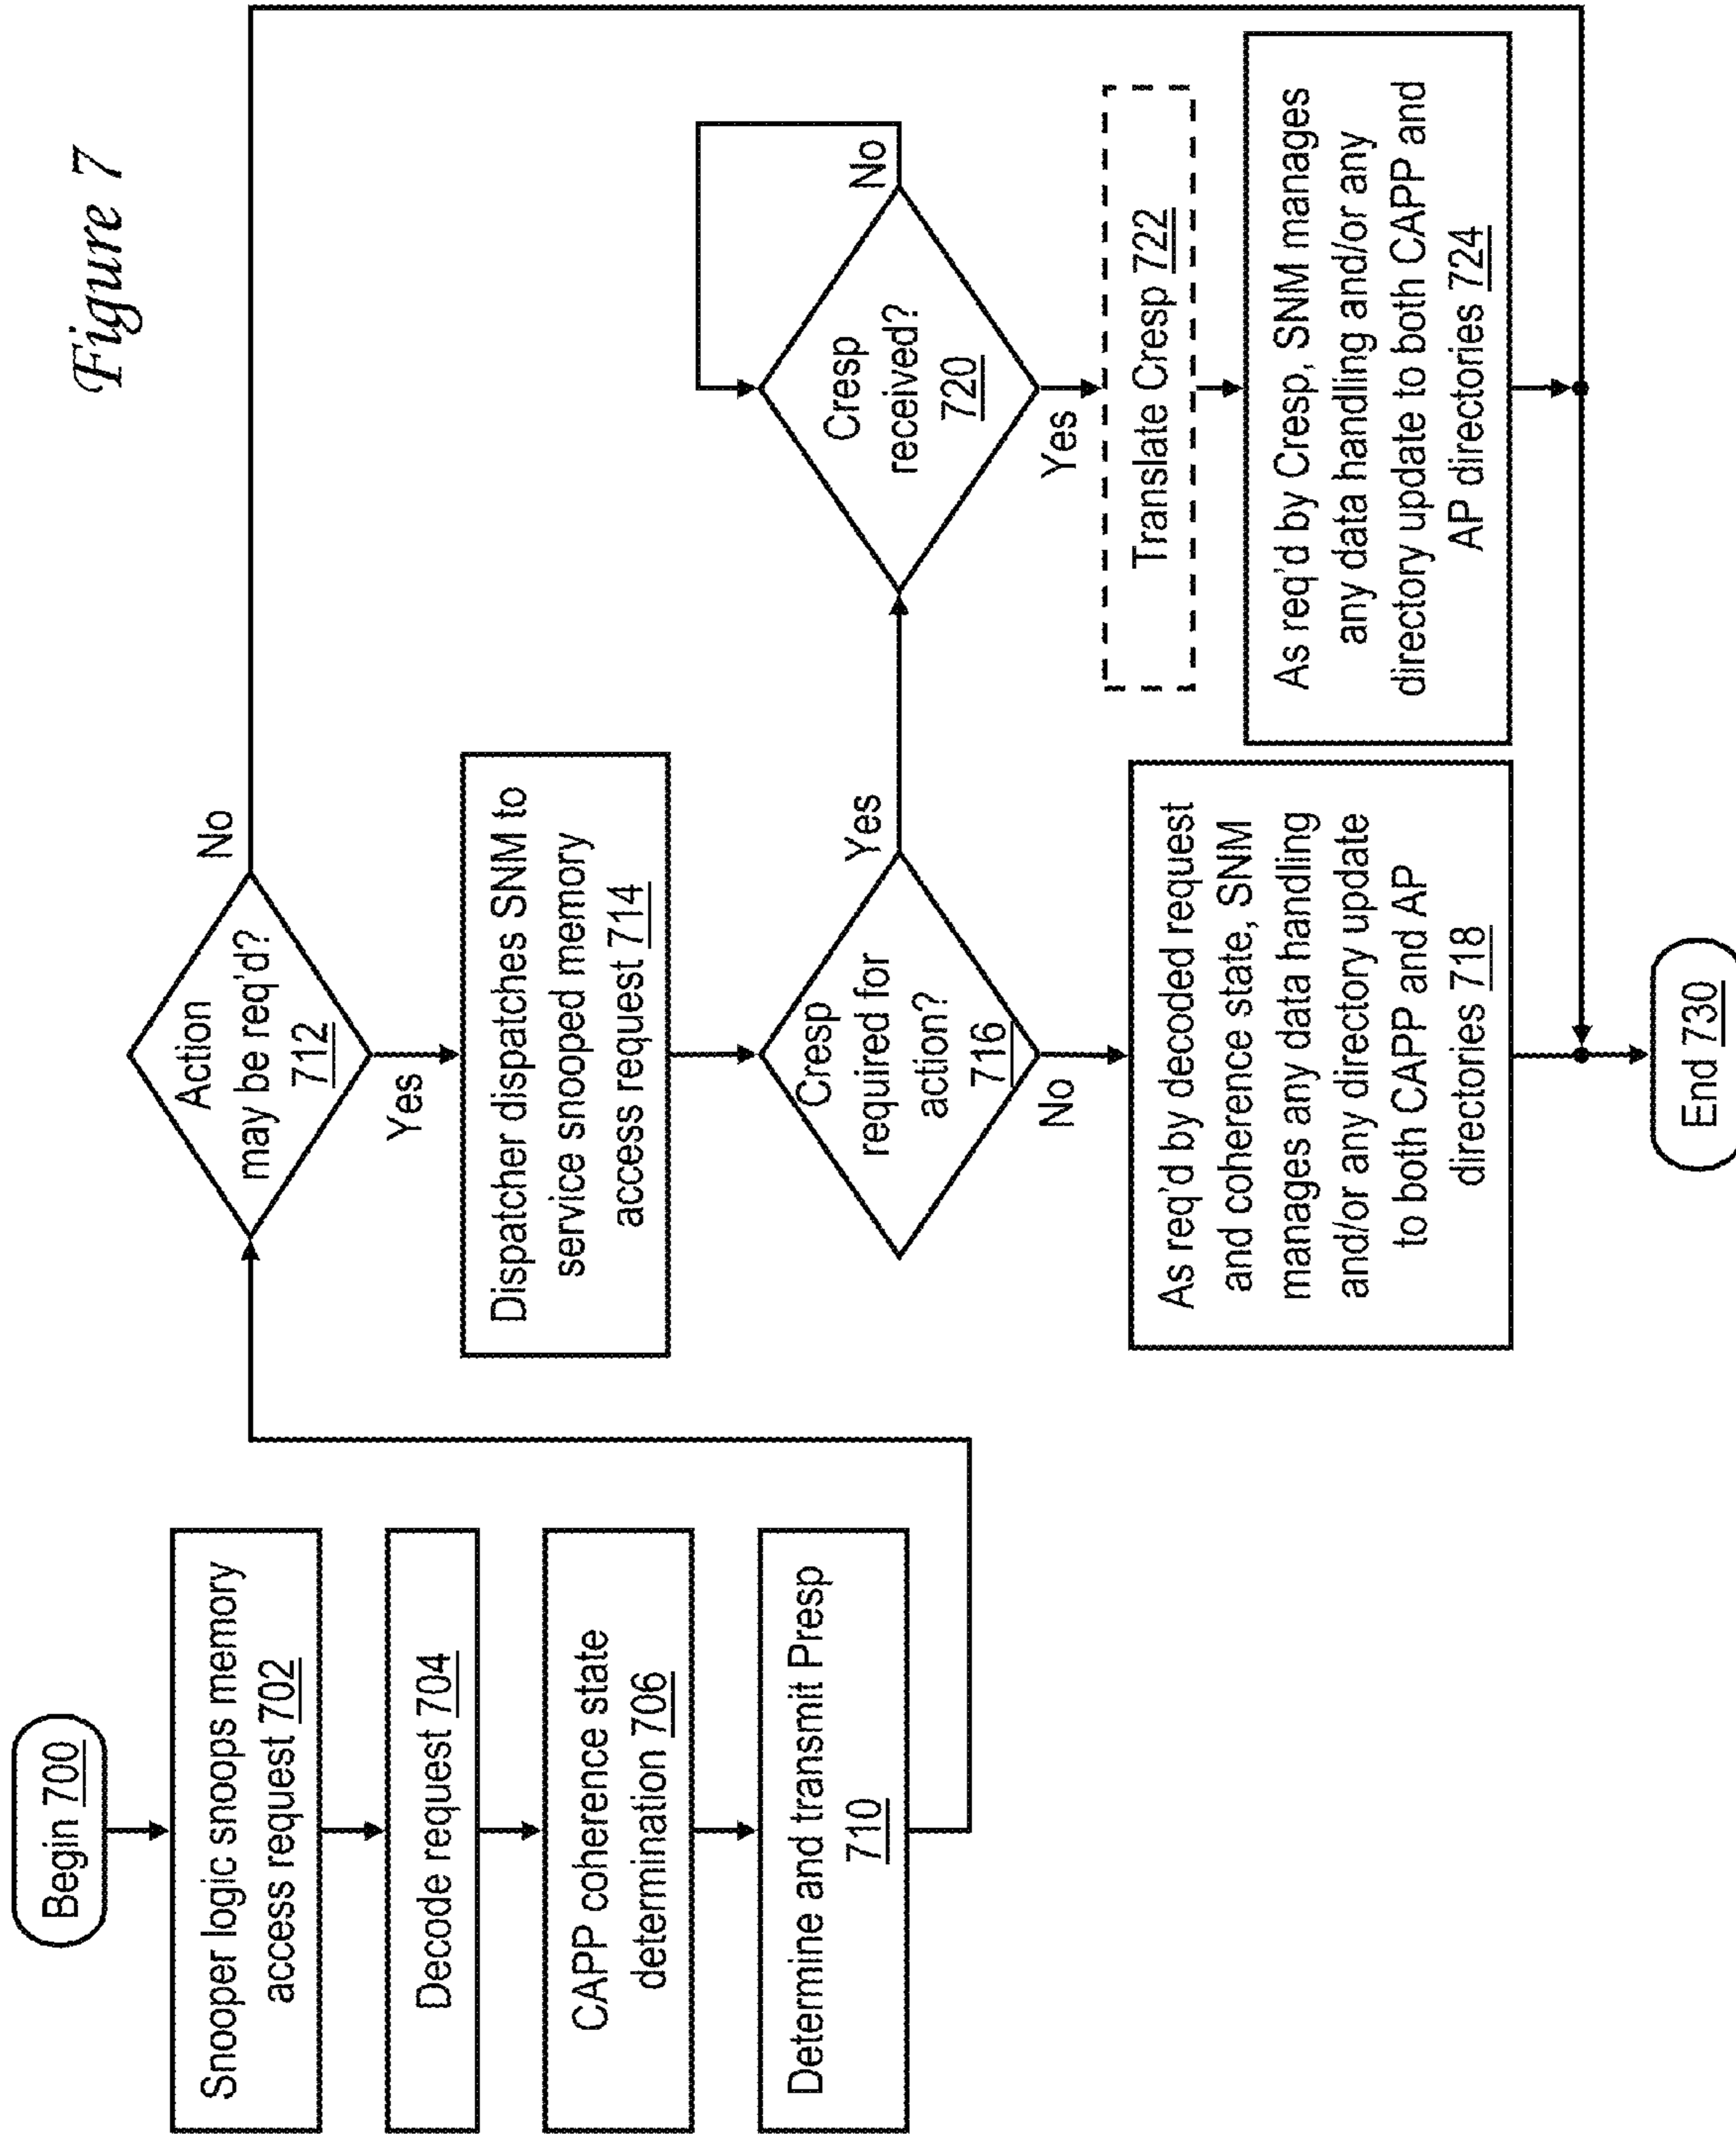 Begin 700
Snooper logic snoops memory
access request 702
Decode request 704
CAPP coherence state
determination 706
Determine and transmit Presp
710
Action
may be req'd?
712
No
Yes
Dispatcher dispatches SNM to
service snooped memory
access request 714
Cresp
required for
action?
716
Yes
No
As req'd by decoded request
and coherence state, SNM
manages any data handling
and/or any directory update
to both CAPP and AP
directories 718
Cresp
received?
720
No
Yes
Translate Cresp 722
As req'd by Cresp, SNM manages
any data handling and/or any
directory update to both CAPP and
AP directories 724
End 730
Figure 7